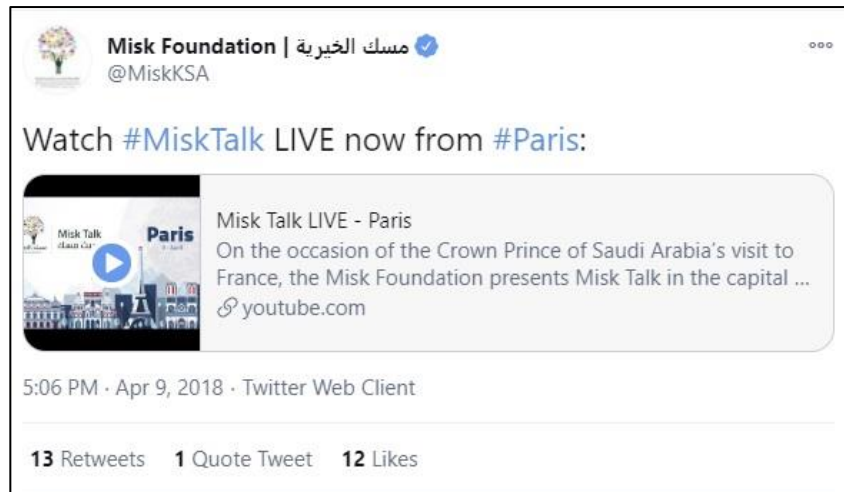 Misk Foundation | مسك الخيرية
@MiskKSA
Watch #MiskTalk LIVE now from #Paris:
Misk Talk
Paris
Misk Talk LIVE - Paris
On the occasion of the Crown Prince of Saudi Arabia's visit to
France, the Misk Foundation presents Misk Talk in the capital ...
youtube.com
5:06 PM · Apr 9, 2018 · Twitter Web Client
13 Retweets 1 Quote Tweet 12 Likes